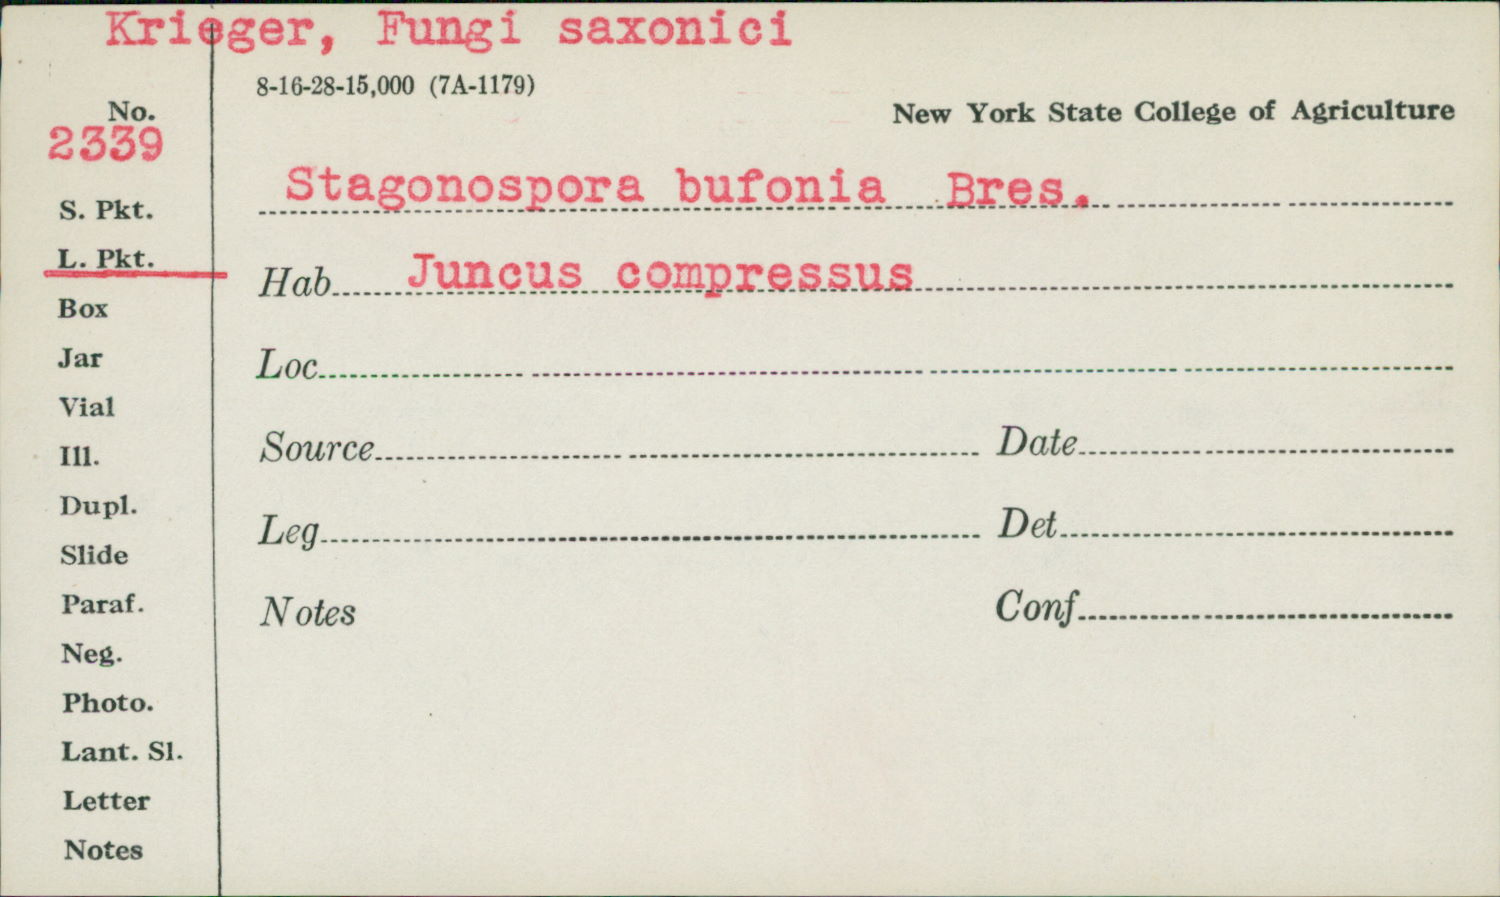 Krieger, Fungi saxonici
8-16-28-15,000 (7A-1179)
No.
New York State College of Agriculture
2339
Stagonospora bufonia Bres.
S. Pkt.
L. Pkt.
Hab. Juncus compressus
Box
Jar
Loc.
Vial
Ill.
Source
Date
Dupl.
Leg
Det
Slide
Paraf.
Notes
Conf.
Neg.
Photo.
Lant. Sl.
Letter
Notes